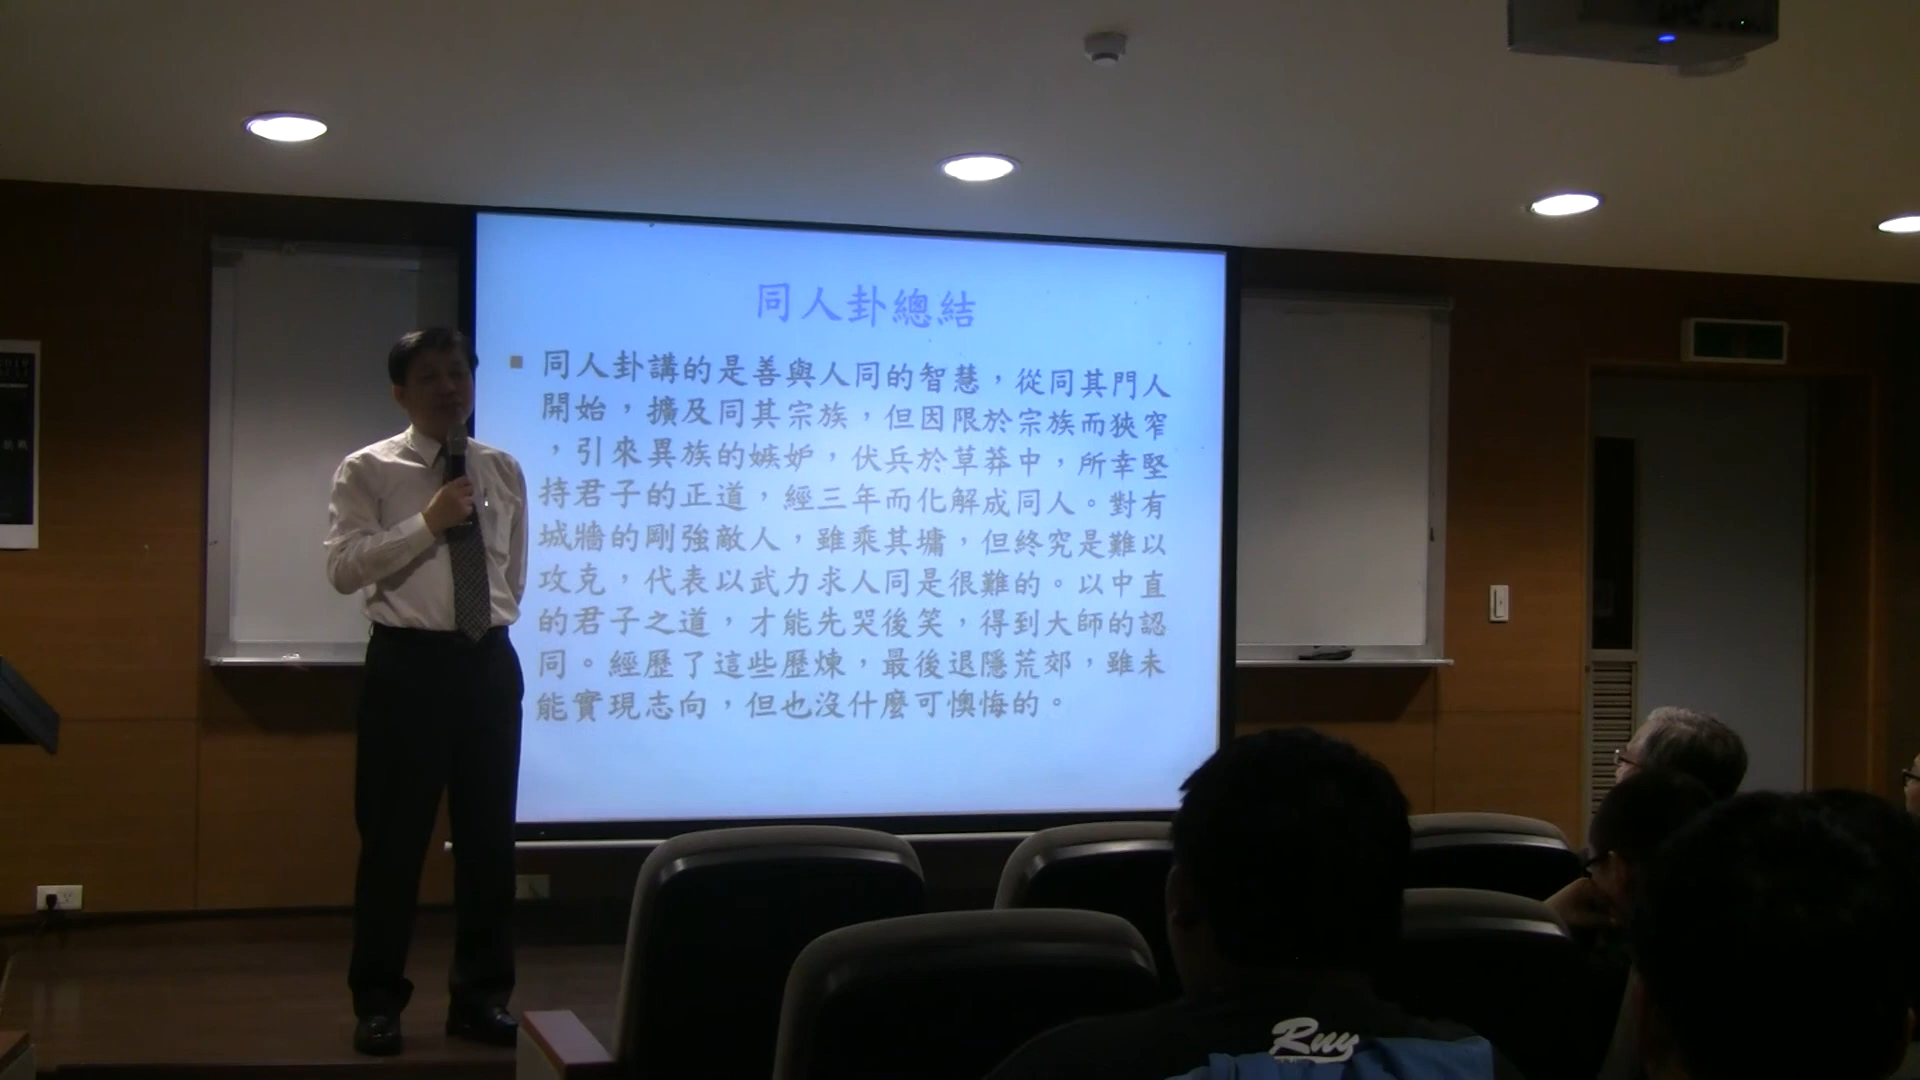 同人卦總結
同人卦講的是善與人同的智慧，從同其門人
開始，擴及同其宗族，但因限於宗族而狹窄
，引來異族的嫉妒，伏兵於草莽中，所幸堅
持君子的正道，經三年而化解成同人。對有
城牆的剛強敵人，雖乘其墉，但終究是難以
攻克，代表以武力求人同是很難的。以中直
的君子之道，才能先哭後笑，得到大師的認
同。經歷了這些歷煉，最後退隱荒郊，雖未
能實現志向，但也沒什麼可懊悔的。